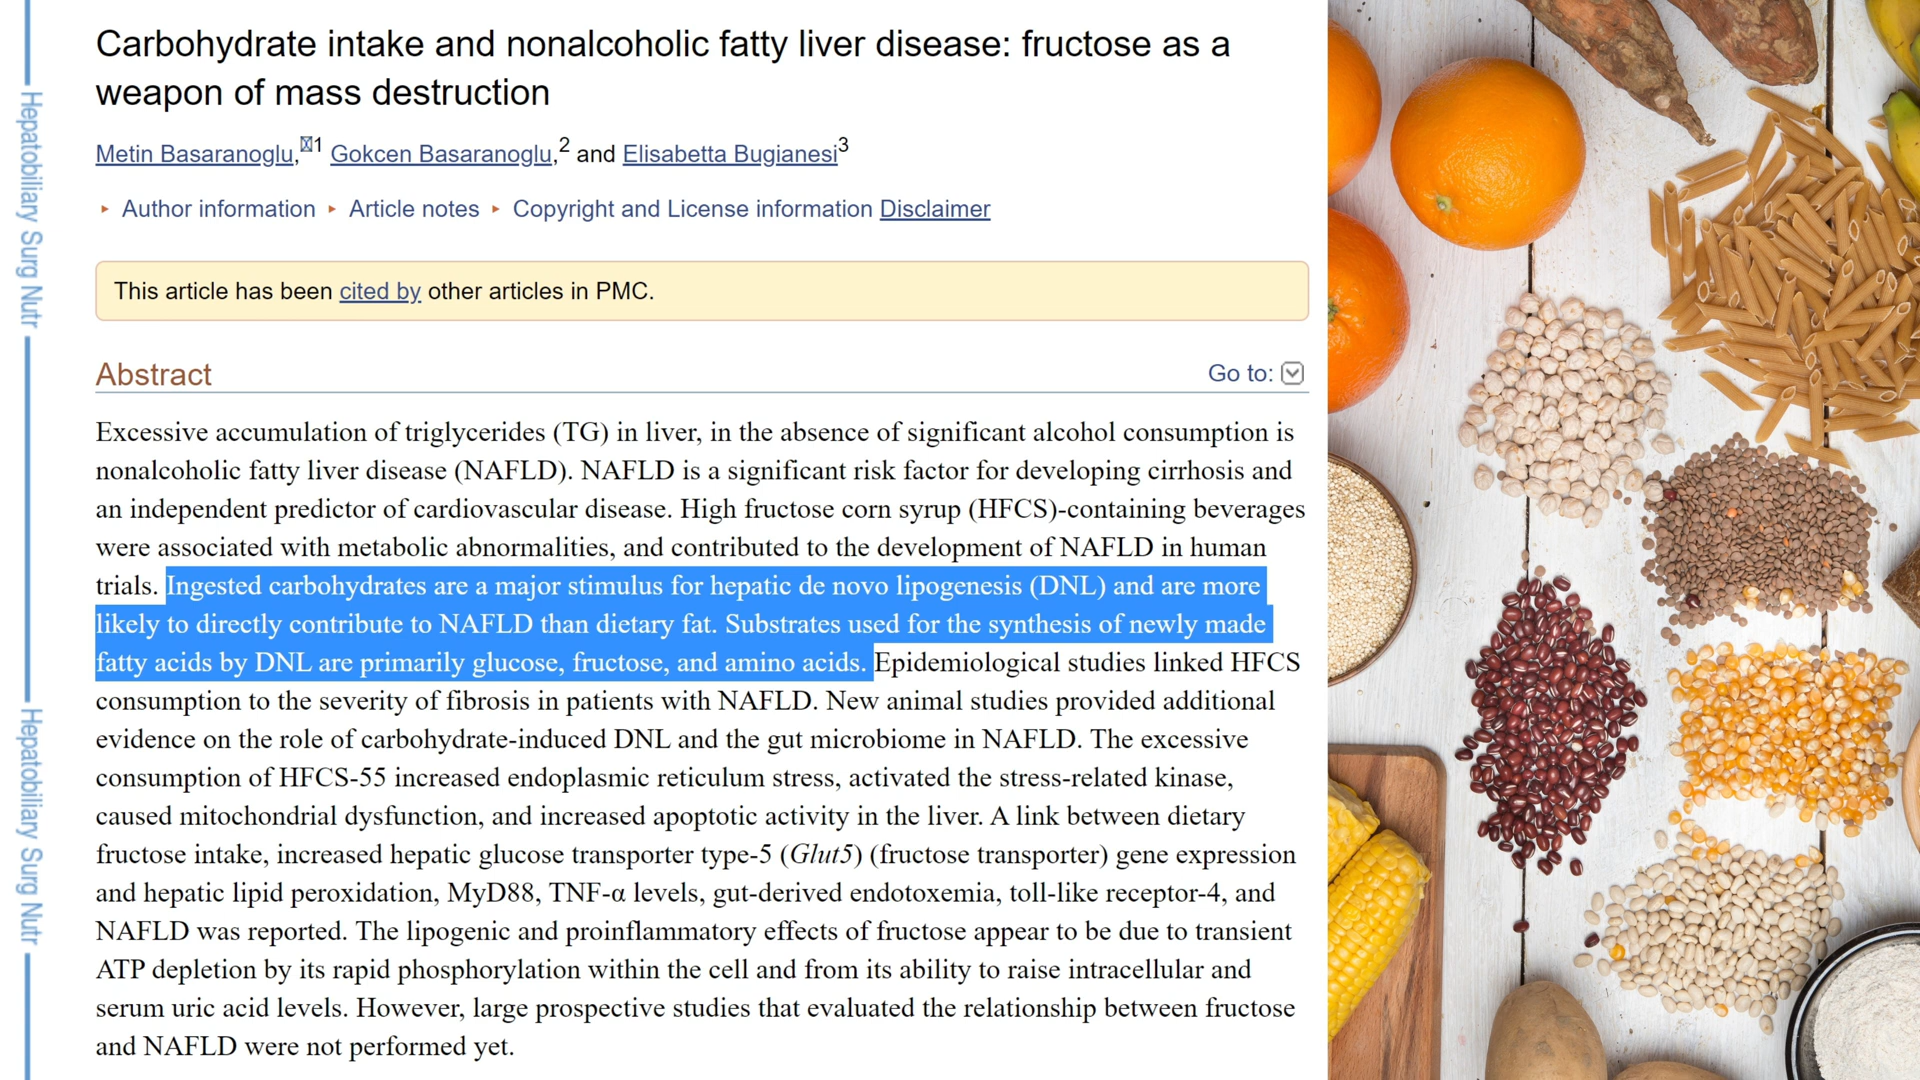 Hepatobiliary Surg Nutr
Hepatobiliary Surg Nutr
Carbohydrate intake and nonalcoholic fatty liver disease: fructose as a
weapon of mass destruction
Metin Basaranoglu,1 Gokcen Basaranoglu,2 and Elisabetta Bugianesi3
Author information Article notes Copyright and License information Disclaimer
This article has been cited by other articles in PMC.
Abstract
Go to:
Excessive accumulation of triglycerides (TG) in liver, in the absence of significant alcohol consumption is
nonalcoholic fatty liver disease (NAFLD). NAFLD is a significant risk factor for developing cirrhosis and
an independent predictor of cardiovascular disease. High fructose corn syrup (HFCS)-containing beverages
were associated with metabolic abnormalities, and contributed to the development of NAFLD in human
trials. Ingested carbohydrates are a major stimulus for hepatic de novo lipogenesis (DNL) and are more
likely to directly contribute to NAFLD than dietary fat. Substrates used for the synthesis of newly made
fatty acids by DNL are primarily glucose, fructose, and amino acids. Epidemiological studies linked HFCS
consumption to the severity of fibrosis in patients with NAFLD. New animal studies provided additional
evidence on the role of carbohydrate-induced DNL and the gut microbiome in NAFLD. The excessive
consumption of HFCS-55 increased endoplasmic reticulum stress, activated the stress-related kinase,
caused mitochondrial dysfunction, and increased apoptotic activity in the liver. A link between dietary
fructose intake, increased hepatic glucose transporter type-5 (Glut5) (fructose transporter) gene expression
and hepatic lipid peroxidation, MyD88, TNF-α levels, gut-derived endotoxemia, toll-like receptor-4, and
NAFLD was reported. The lipogenic and proinflammatory effects of fructose appear to be due to transient
ATP depletion by its rapid phosphorylation within the cell and from its ability to raise intracellular and
serum uric acid levels. However, large prospective studies that evaluated the relationship between fructose
and NAFLD were not performed yet.